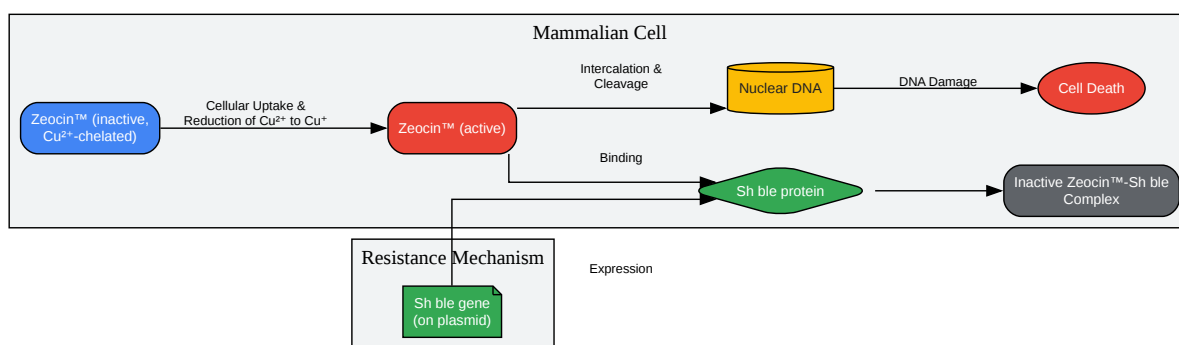 Mammalian Cell
Zeocin™ (inactive,
Cu²⁺-chelated)
Cellular Uptake &
Reduction of Cu²⁺ to Cu⁺
Zeocin™ (active)
Intercalation &
Cleavage
Nuclear DNA
DNA Damage
Cell Death
Binding
Sh ble protein
Inactive Zeocin™-Sh ble
Complex
Resistance Mechanism
Expression
Sh ble gene
(on plasmid)